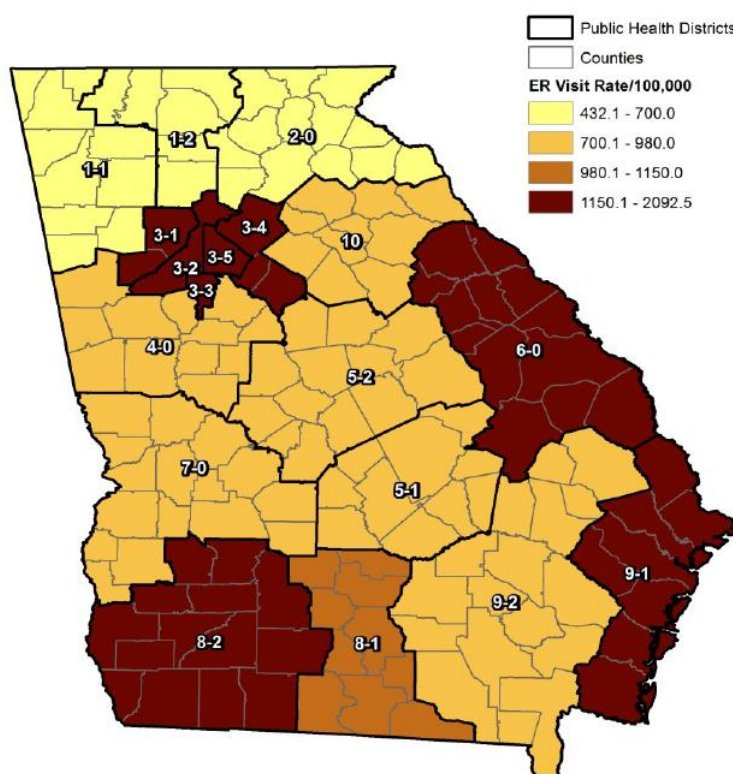 Public Health Districts
Counties
ER Visit Rate/100,000
432.1 - 700.0
700.1 - 980.0
980.1 - 1150.0
1150.1 - 2092.5
1-2
2-0
1-1
3-4
3-1
10
3-5
3-2
3-3
4-0
6-0
5-2
7-0
5-1
9-1
9-2
8-2
8-1